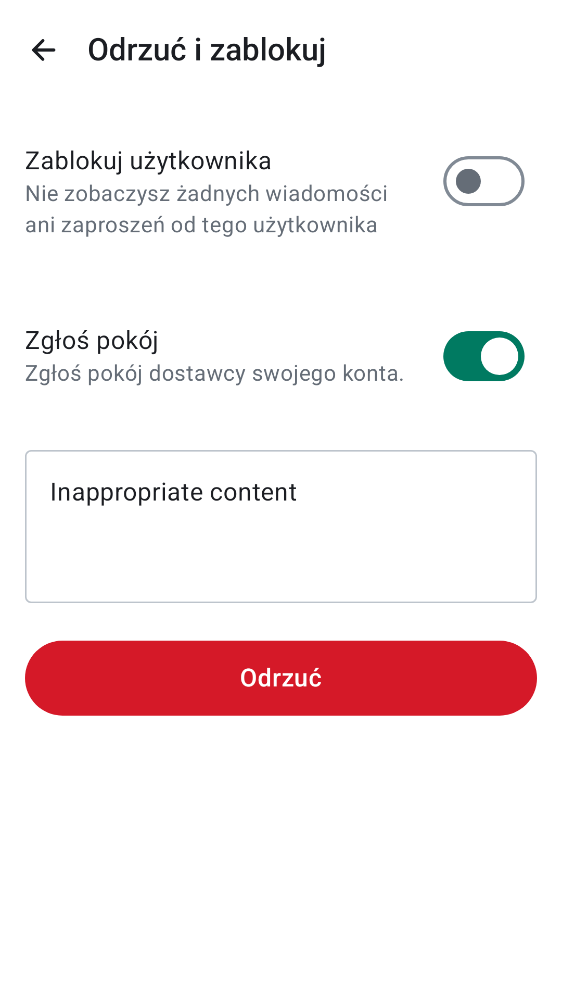 Odrzuć i zablokuj
Zablokuj użytkownika
Nie zobaczysz żadnych wiadomości
ani zaproszeń od tego użytkownika
Zgłoś pokój
Zgłoś pokój dostawcy swojego konta.
Inappropriate content
Odrzuć